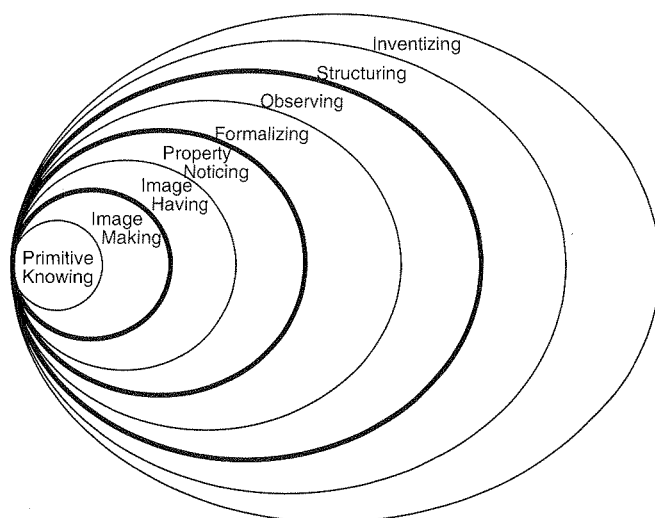 Inventizing
Structuring
Observing
Formalizing
Property
Noticing
Image
Having
Image
Making
Primitive
Knowing